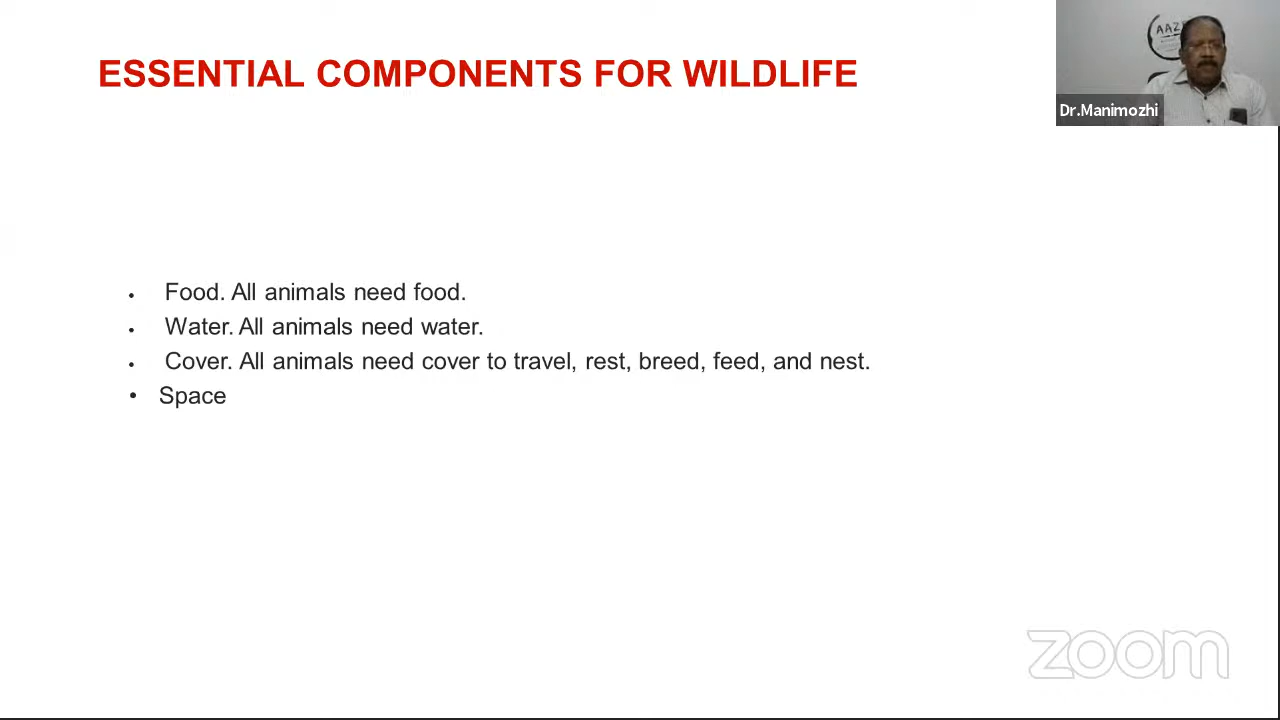 ESSENTIAL COMPONENTS FOR WILDLIFE
Dr.Manimozhi
• Food. All animals need food.
• Water. All animals need water.
• Cover. All animals need cover to travel, rest, breed, feed, and nest.
• Space
zoom